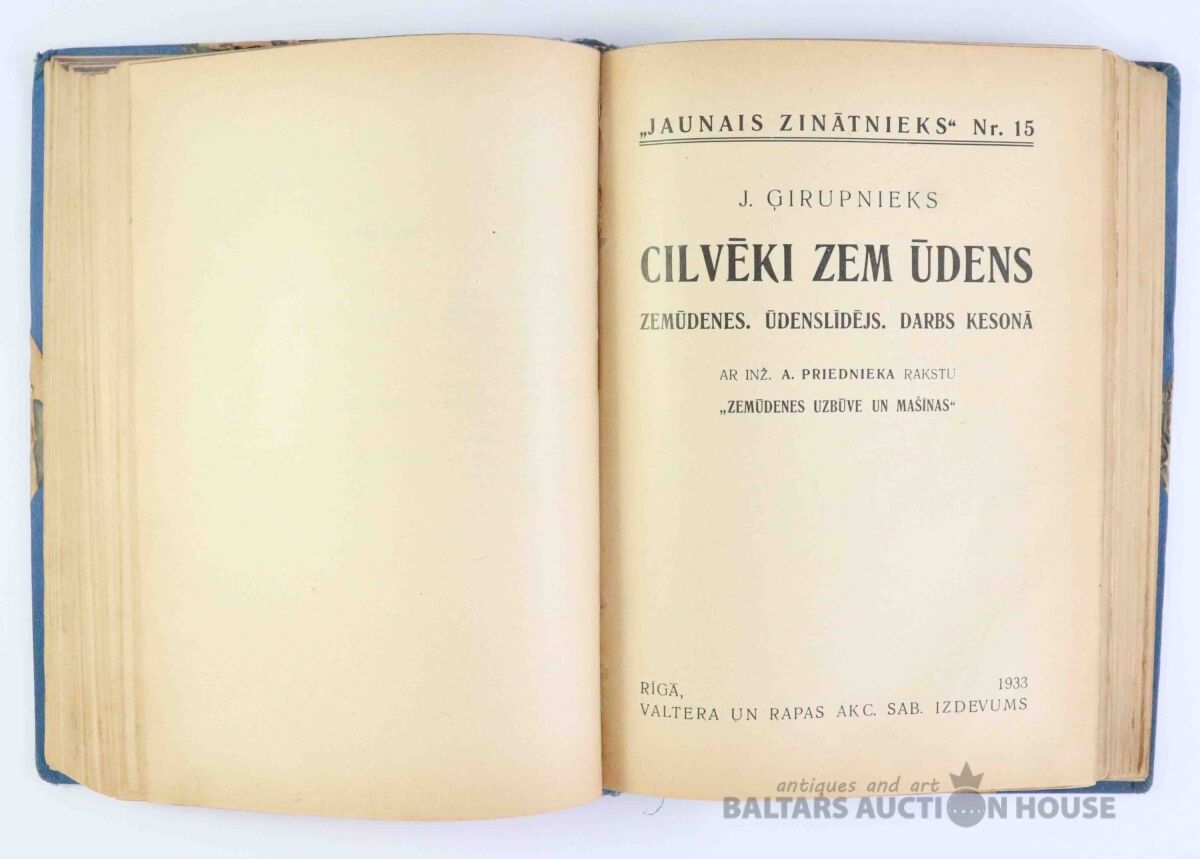 „JAUNAIS ZINĀTNIEKS“ Nr. 15
J. ĢIRUPNIEKS
CILVĒKI ZEM ŪDENS
ZEMŪDENES. ŪDENSLĪDĒJS. DARBS KESONĀ
AR INŽ. A. PRIEDNIEKA RAKSTU
„ZEMŪDENES UZBŪVE UN MAŠĪNAS“
RĪGĀ, 1933
VALTERA UN RAPAS AKC. SAB. IZDEVUMS
antiques and art
BALTARS AUCTION HOUSE